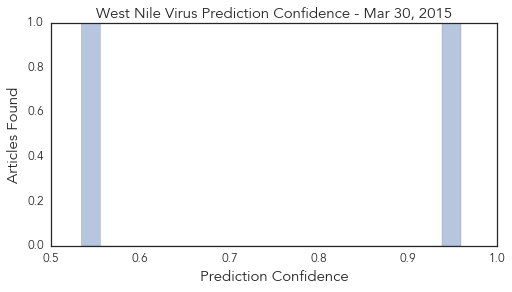 West Nile Virus Prediction Confidence - Mar 30, 2015
Articles Found
1.0
0.8
0.6
0.4
0.2
0.0
0.5 0.6 0.7 0.8 0.9 1.0
Prediction Confidence